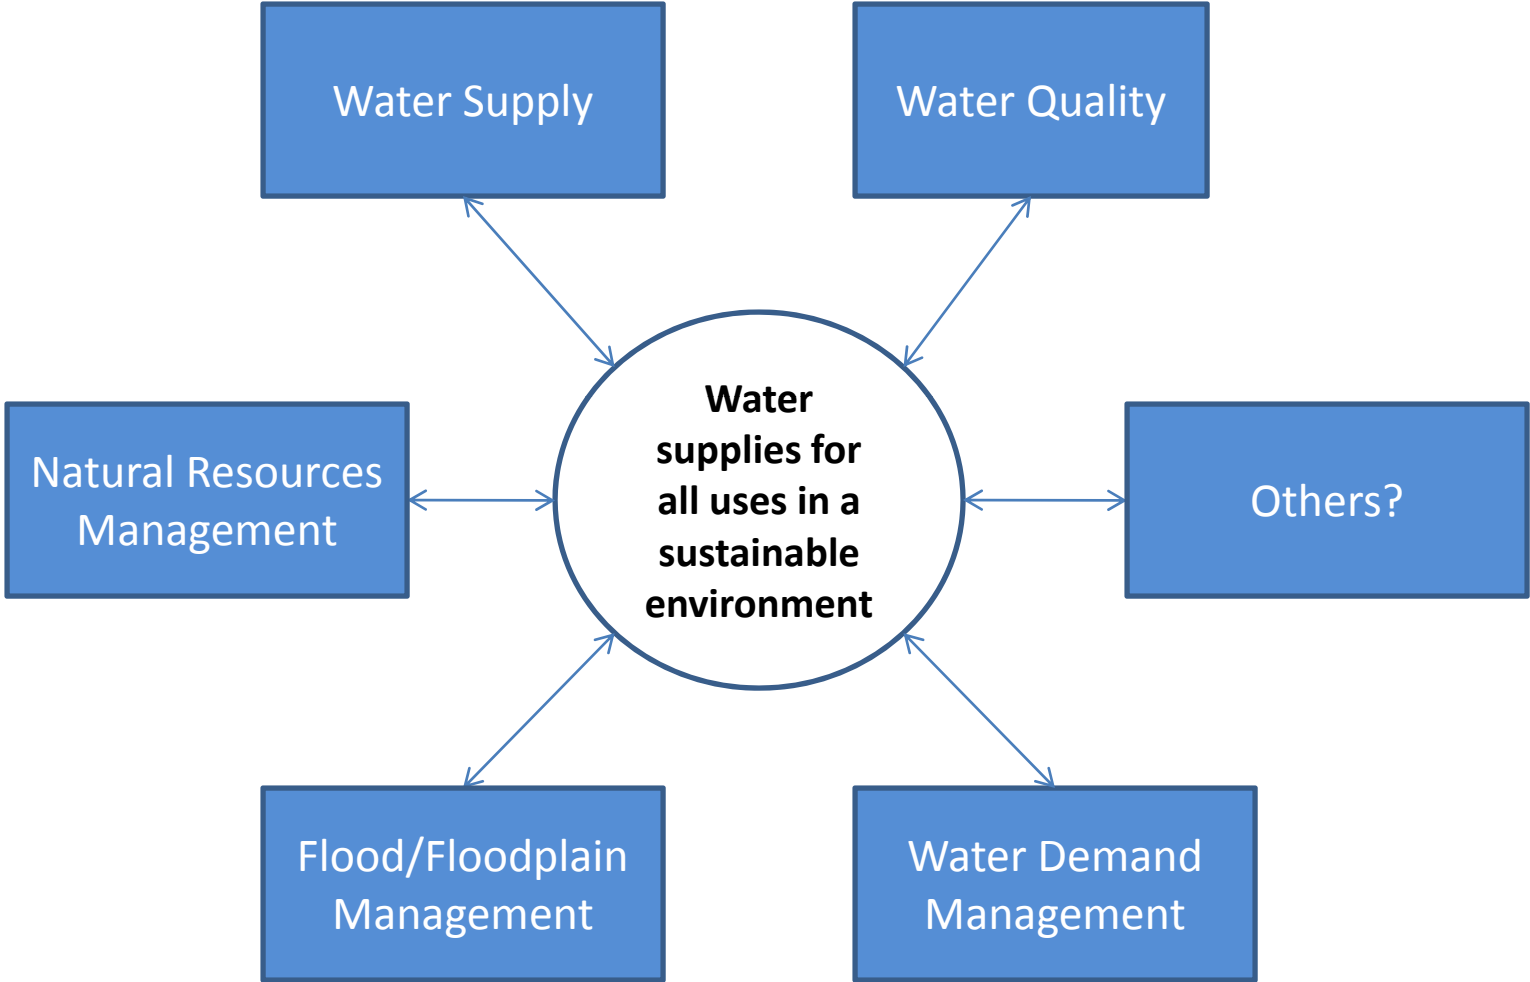 Water Supply
Water Quality
Water
supplies for
all uses in a
sustainable
environment
Natural Resources
Management
Others?
Flood/Floodplain
Management
Water Demand
Management